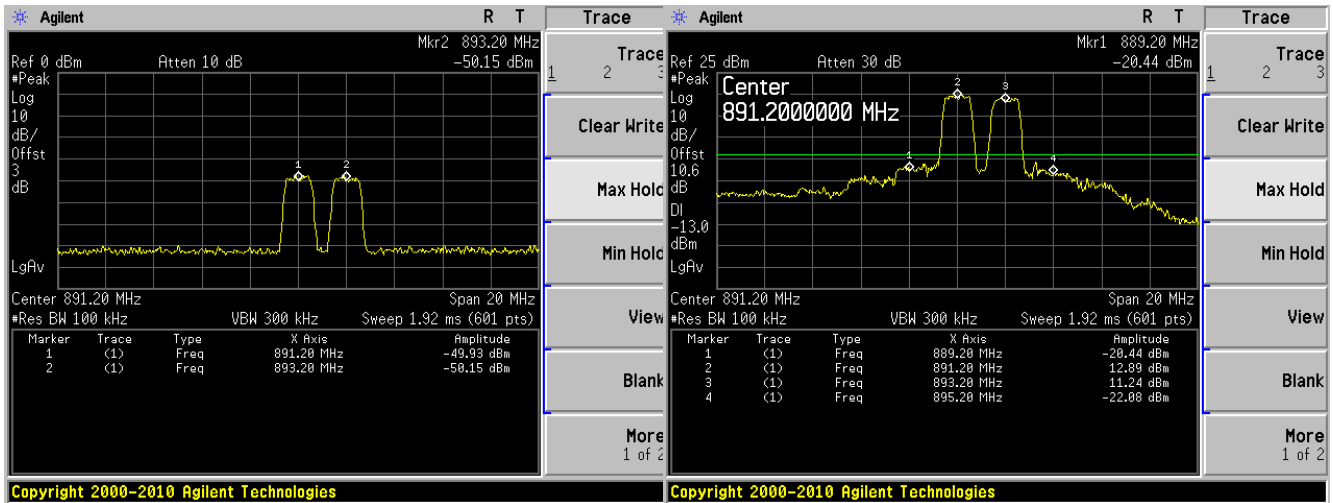 Agilent R T Trace
Mkr2 893.20 MHz
Ref 0 dBm Atten 10 dB -50.15 dBm
#Peak
Log
10
dB/
Offst
3
dB
LgAv
1 2
Center 891.20 MHz Span 20 MHz
#Res BW 100 kHz VBW 300 kHz Sweep 1.92 ms (601 pts)
Marker Trace Type X Axis Amplitude
1 (1) Freq 891.20 MHz -49.93 dBm
2 (1) Freq 893.20 MHz -50.15 dBm
Trace
1 2 3
Clear Write
Max Hold
Min Hold
View
Blank
More
1 of 2
Copyright 2000-2010 Agilent Technologies
Agilent R T Trace
Mkr1 889.20 MHz
Ref 25 dBm Atten 30 dB -20.44 dBm
#Peak
Log
10
dB/
Offst
10.6
dB
DI
-13.0
dBm
LgAv
Center
891.2000000 MHz
1 2 3 4
Center 891.20 MHz Span 20 MHz
#Res BW 100 kHz VBW 300 kHz Sweep 1.92 ms (601 pts)
Marker Trace Type X Axis Amplitude
1 (1) Freq 889.20 MHz -20.44 dBm
2 (1) Freq 891.20 MHz 12.89 dBm
3 (1) Freq 893.20 MHz 11.24 dBm
4 (1) Freq 895.20 MHz -22.08 dBm
Trace
1 2 3
Clear Write
Max Hold
Min Hold
View
Blank
More
1 of 2
Copyright 2000-2010 Agilent Technologies